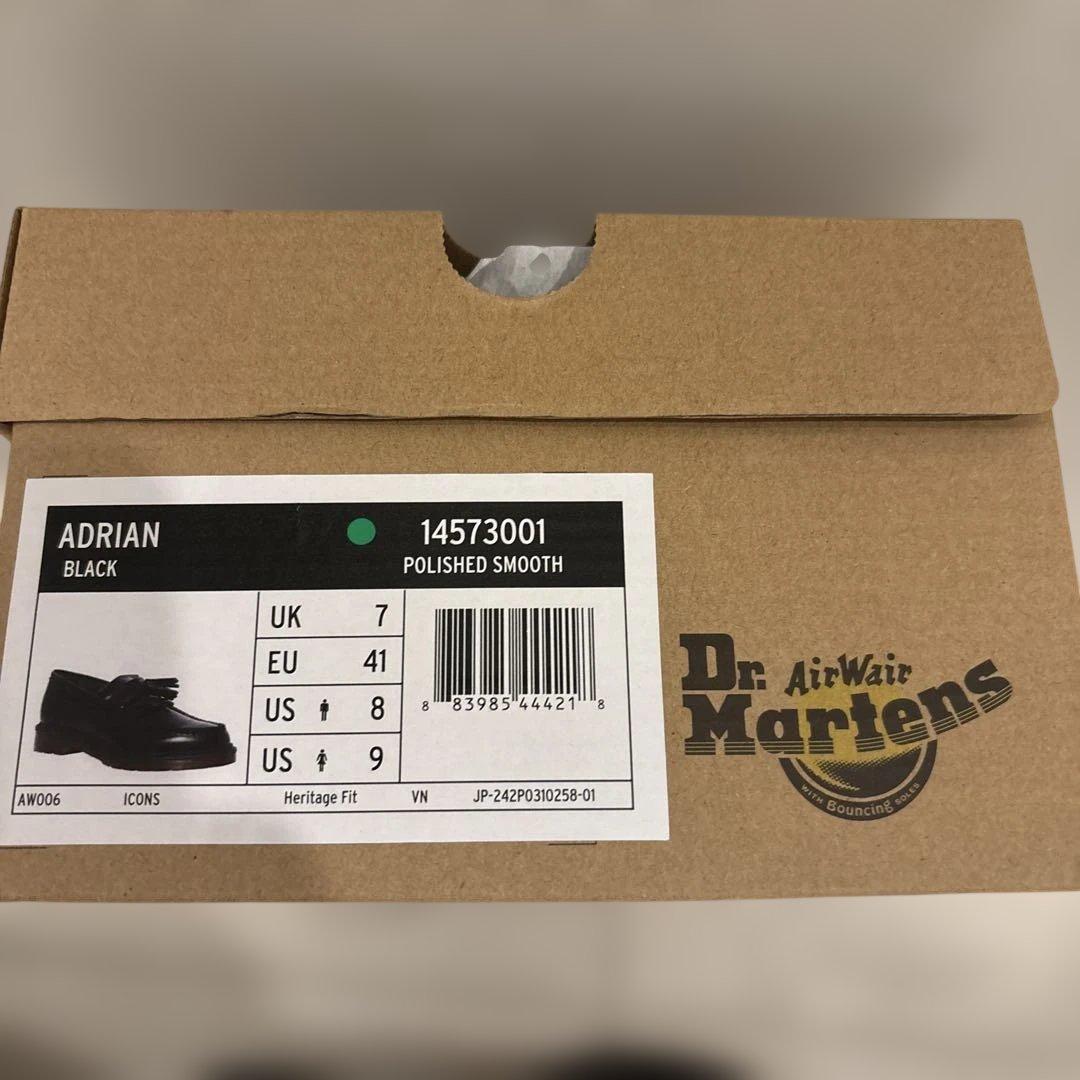 ADRIAN
BLACK
14573001
POLISHED SMOOTH
UK 7
EU 41
US 8
US 9
8 83985 44421 8
AW006 ICONS Heritage Fit VN JP-242P0310258-01
Dr. AirWair
Martens
WITH Bouncing SOLES